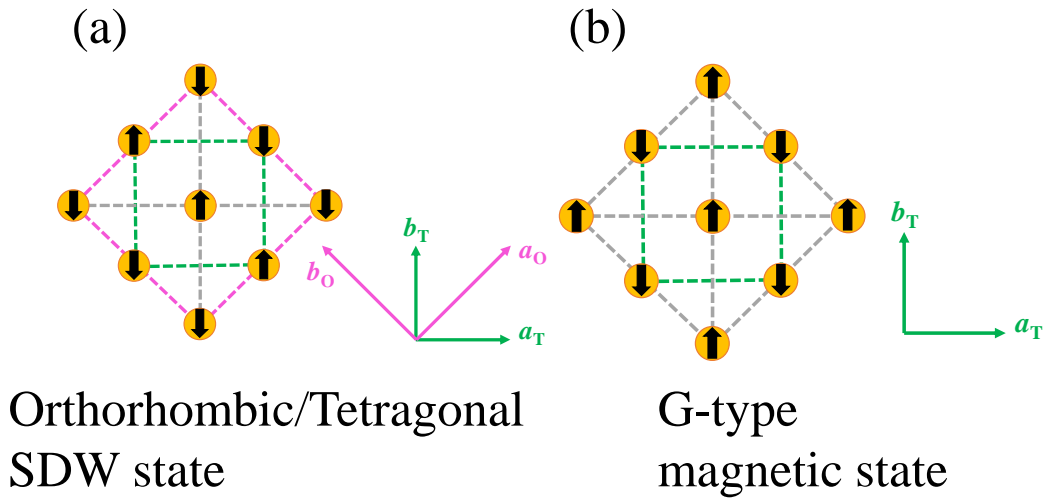 (a)
(b)
b_T
b_O
a_O
a_T
b_T
a_T
Orthorhombic/Tetragonal
SDW state
G-type
magnetic state